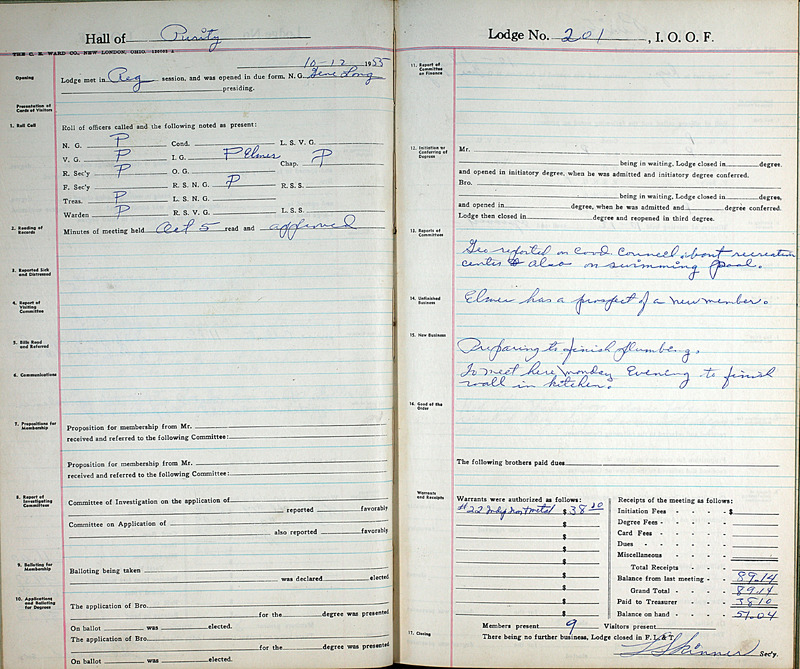 Hall of Purity
THE C. E. WARD CO., NEW LONDON, OHIO.
10-12 1955
Opening
Lodge met in Reg session, and was opened in due form, N. G. Gene Long
presiding.
Presentation of
Cards of Visitors
1. Roll Call
Roll of officers called and the following noted as present:
N. G. P Cond. L. S. V. G.
V. G. P I. G. P Elmer Chap. P
R. Sec'y P O. G.
F. Sec'y R. S. N. G. P R. S. S.
Treas. P L. S. N. G.
Warden P R. S. V. G. L. S. S.
2. Reading of
Records
Minutes of meeting held Oct 5 read and approved
3. Reported Sick
and Distressed
4. Report of
Visiting
Committee
5. Bills Read
and Referred
6. Communications
7. Propositions for
Membership
Proposition for membership from Mr.
received and referred to the following Committee:
Proposition for membership from Mr.
received and referred to the following Committee:
8. Report of
Investigating
Committees
Committee of Investigation on the application of
reported favorably
Committee on Application of
also reported favorably
9. Balloting for
Membership
Balloting being taken
was declared elected
10. Applications
and Balloting
for Degrees
The application of Bro.
for the degree was presented
On ballot was elected.
The application of Bro.
for the degree was presented
On ballot was elected.
Lodge No. 201, I. O. O. F.
11. Report of
Committee
on Finance
12. Initiation or
Conferring of
Degrees
Mr.
being in waiting, Lodge closed in degree,
and opened in initiatory degree, when he was admitted and initiatory degree conferred.
Bro.
being in waiting, Lodge closed in degree,
and opened in degree, when he was admitted and degree conferred.
Lodge then closed in degree and reopened in third degree.
13. Reports of
Committees
Geo reported on Cord Council about recreation
center & also on swimming pool.
14. Unfinished
Business
Elmer has a prospect of a new member.
15. New Business
Preparing to finish plumbing.
To meet here Monday Evening to finish
wall in kitchen.
16. Good of the
Order
The following brothers paid dues
Warrants
and Receipts
Warrants were authorized as follows:
#22 $ 38 10
$
$
$
$
$
$
$
$
Receipts of the meeting as follows:
Initiation Fees $
Degree Fees
Card Fees
Dues
Miscellaneous
Total Receipts
Balance from last meeting 89.14
Grand Total 89.14
Paid to Treasurer 38 10
Balance on hand 51.04
Members present 9 Visitors present
17. Closing
There being no further business, Lodge closed in F. L. & T.
Skinner Sec'y.